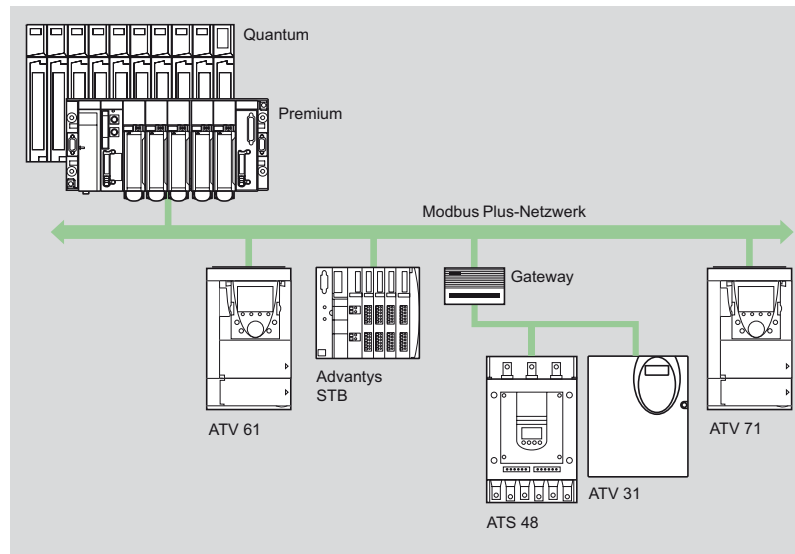 Quantum
Premium
Modbus Plus-Netzwerk
Gateway
Advantys
STB
ATV 61
ATV 71
ATV 31
ATS 48